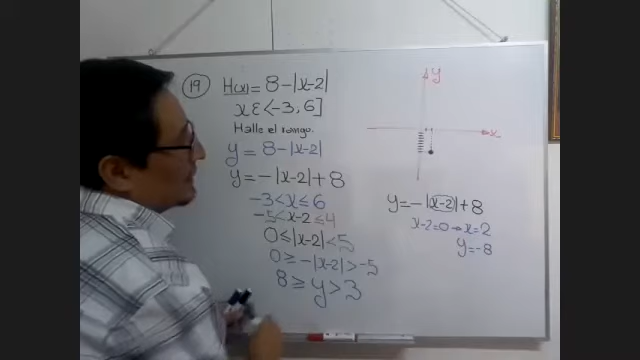 19 H(x) = 8 - |x-2|
x ε <-3, 6]
Halle el rango.
y = 8 - |x-2|
y = -|x-2| + 8
-3 < x ≤ 6
-5 < x-2 ≤ 4
0 ≤ |x-2| < 5
0 ≥ -|x-2| > -5
8 ≥ y > 3
y
x
y = -|x-2| + 8
x-2=0 → x=2
y = -8